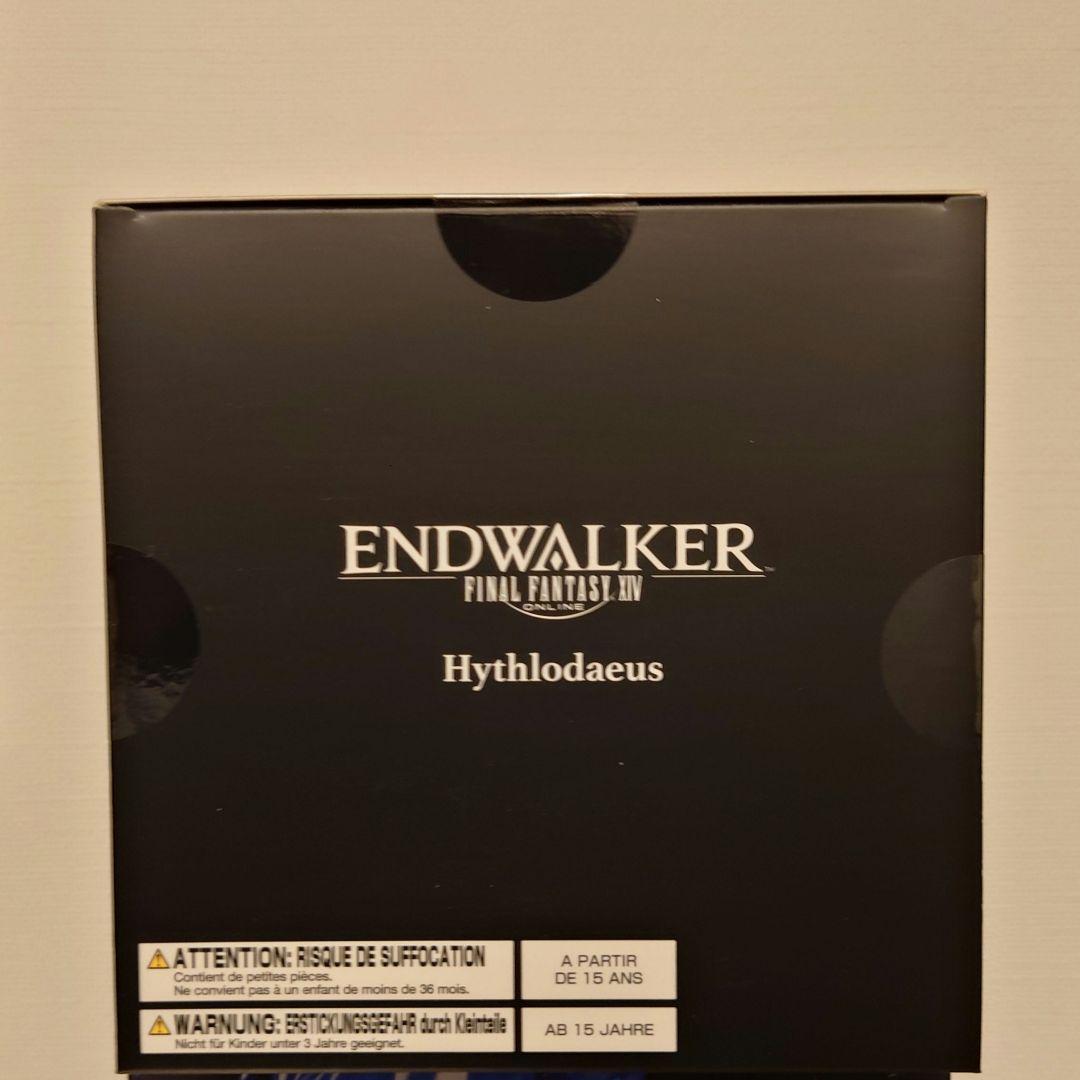 ENDWALKER™
FINAL FANTASY XIV
ONLINE
Hythlodaeus
⚠ATTENTION: RISQUE DE SUFFOCATION
Contient de petites pièces.
Ne convient pas à un enfant de moins de 36 mois.
A PARTIR
DE 15 ANS
⚠WARNUNG: ERSTICKUNGSGEFAHR durch Kleinteile
Nicht für Kinder unter 3 Jahre geeignet.
AB 15 JAHRE